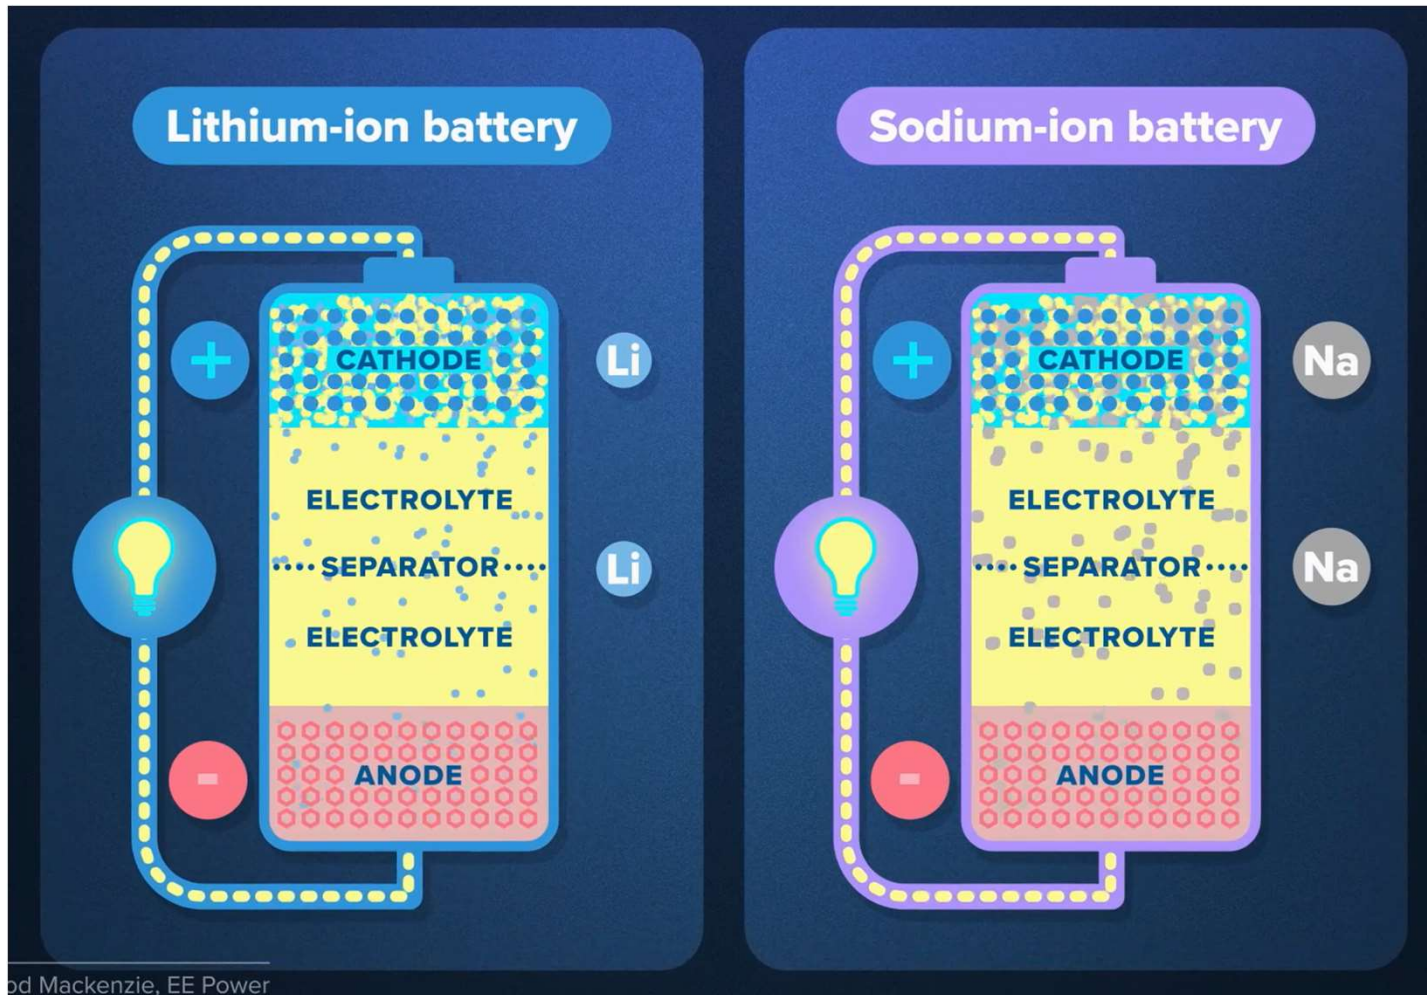 Lithium-ion battery
+
CATHODE
Li
ELECTROLYTE
SEPARATOR
Li
ELECTROLYTE
-
ANODE
Sodium-ion battery
+
CATHODE
Na
ELECTROLYTE
SEPARATOR
Na
ELECTROLYTE
-
ANODE
od Mackenzie, EE Power